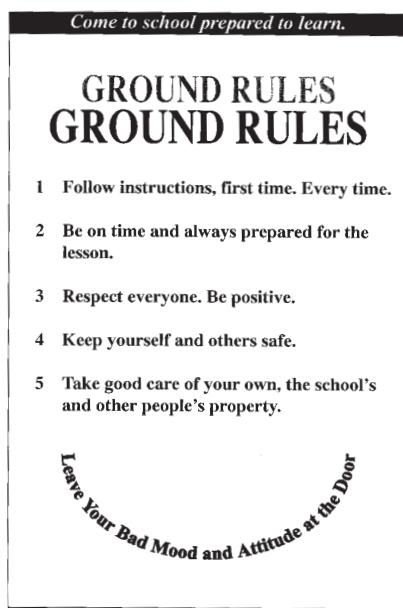 Come to school prepared to learn.
GROUND RULES
GROUND RULES
1 Follow instructions, first time. Every time.
2 Be on time and always prepared for the
lesson.
3 Respect everyone. Be positive.
4 Keep yourself and others safe.
5 Take good care of your own, the school's
and other people's property.
Leave Your Bad Mood and Attitude at the Door